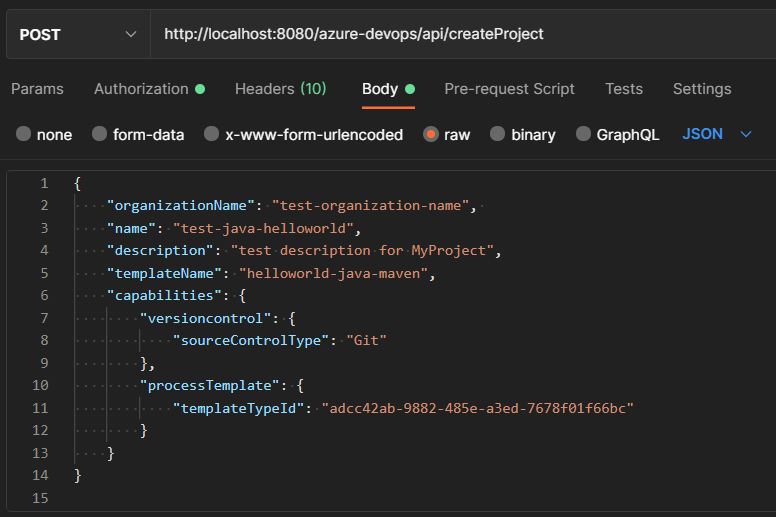 POST http://localhost:8080/azure-devops/api/createProject
Params Authorization Headers (10) Body Pre-request Script Tests Settings
none form-data x-www-form-urlencoded raw binary GraphQL JSON
1 {
2 "organizationName": "test-organization-name",
3 "name": "test-java-helloworld",
4 "description": "test description for MyProject",
5 "templateName": "helloworld-java-maven",
6 "capabilities": {
7 "versioncontrol": {
8 "sourceControlType": "Git"
9 },
10 "processTemplate": {
11 "templateTypeId": "adcc42ab-9882-485e-a3ed-7678f01f66bc"
12 }
13 }
14 }
15